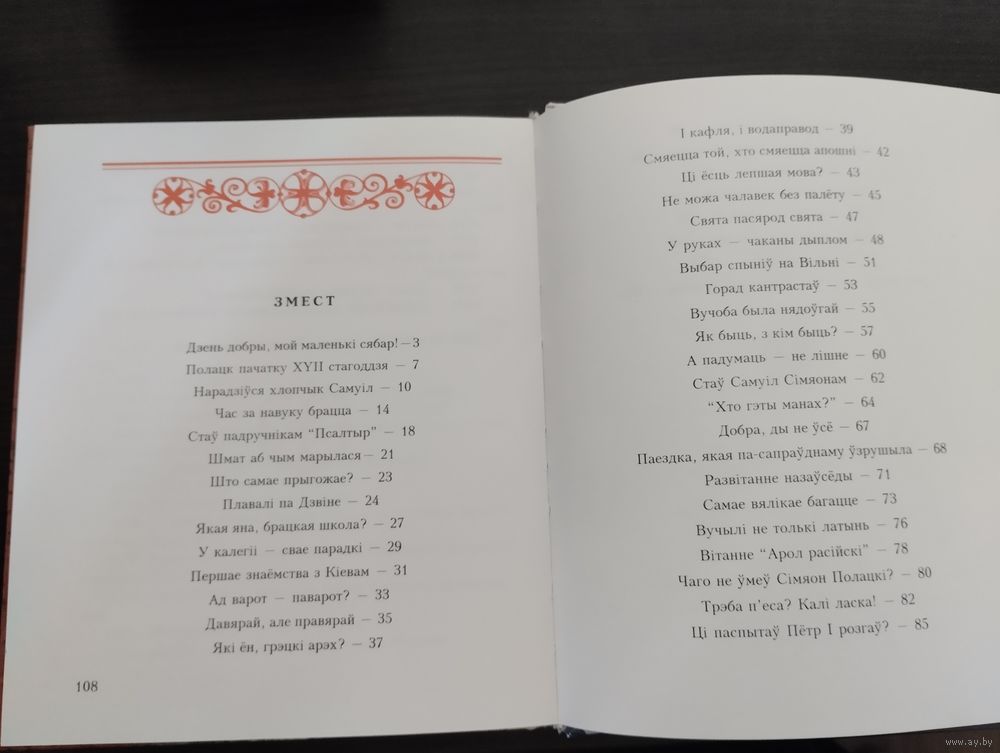 ЗМЕСТ
Дзень добры, мой маленькі сябар! — 3
Полацк пачатку XYII стагоддзя — 7
Нарадзіўся хлопчык Самуіл — 10
Час за навуку брацца — 14
Стаў падручнікам “Псалтыр” — 18
Шмат аб чым марылася — 21
Што самае прыгожае? — 23
Плавалі па Дзвіне — 24
Якая яна, брацкая школа? — 27
У калегіі — свае парадкі — 29
Першае знаёмства з Кіевам — 31
Ад варот — паварот? — 33
Давярай, але правярай — 35
Які ён, грэцкі арэх? — 37
108
І кафля, і водаправод — 39
Смяецца той, хто смяецца апошні — 42
Ці ёсць лепшая мова? — 43
Не можа чалавек без палёту — 45
Свята пасярод свята — 47
У руках — чаканы дыплом — 48
Выбар спыніў на Вільні — 51
Горад кантрастаў — 53
Вучоба была нядоўгай — 55
Як быць, з кім быць? — 57
А падумаць — не лішне — 60
Стаў Самуіл Сімяонам — 62
“Хто гэты манах?” — 64
Добра, ды не ўсё — 67
Паездка, якая па-сапраўднаму ўзрушыла — 68
Развітанне назаўсёды — 71
Самае вялікае багацце — 73
Вучылі не толькі латынь — 76
Вітанне “Арол расійскі” — 78
Чаго не ўмеў Сімяон Полацкі? — 80
Трэба п’еса? Калі ласка! — 82
Ці паспытаў Пётр І розгаў? — 85
www.ay.by